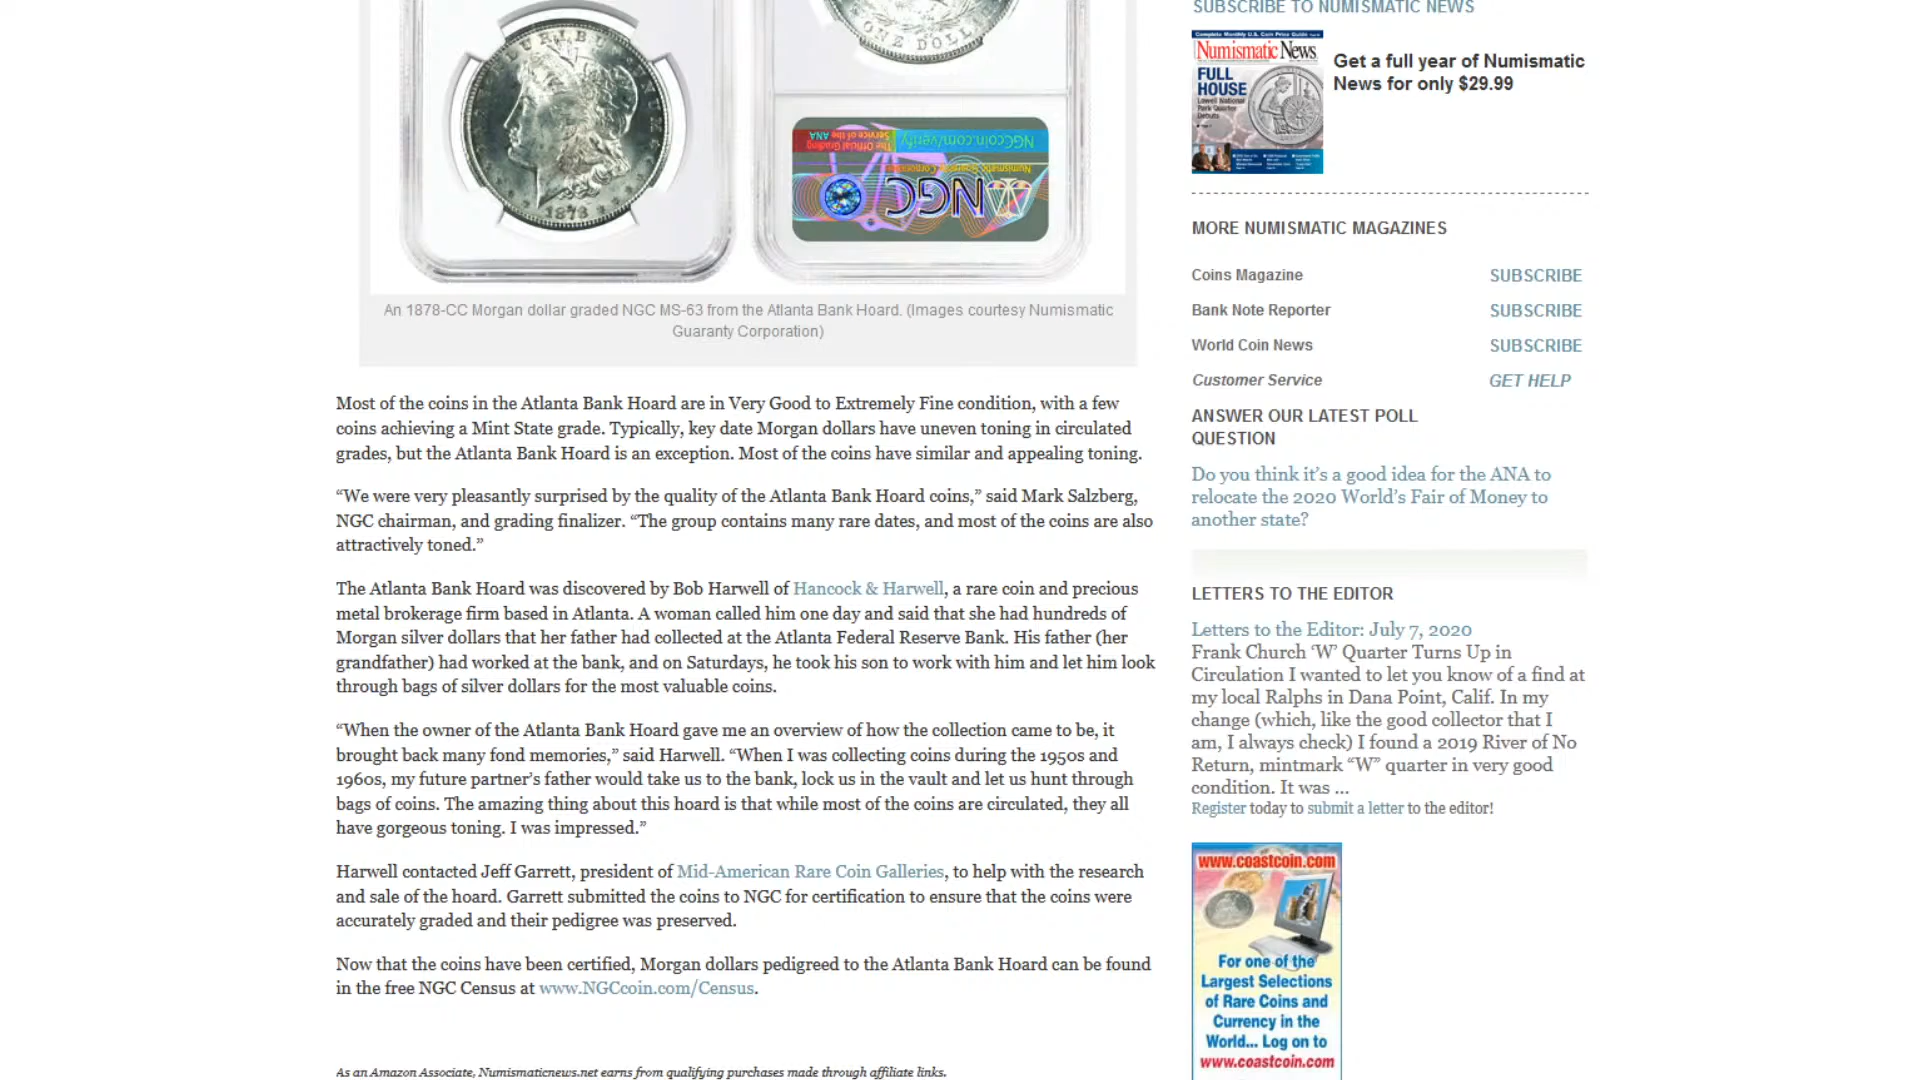 SUBSCRIBE TO NUMISMATIC NEWS
Complete Monthly U.S. Coin Price Guide
Numismatic News
FULL
HOUSE
Lowell National
Park Quarter
Debuts
Get a full year of Numismatic
News for only $29.99
MORE NUMISMATIC MAGAZINES
Coins Magazine SUBSCRIBE
Bank Note Reporter SUBSCRIBE
World Coin News SUBSCRIBE
Customer Service GET HELP
ANSWER OUR LATEST POLL
QUESTION
Do you think it's a good idea for the ANA to
relocate the 2020 World's Fair of Money to
another state?
LETTERS TO THE EDITOR
Letters to the Editor: July 7, 2020
Frank Church 'W' Quarter Turns Up in
Circulation I wanted to let you know of a find at
my local Ralphs in Dana Point, Calif. In my
change (which, like the good collector that I
am, I always check) I found a 2019 River of No
Return, mintmark “W” quarter in very good
condition. It was ...
Register today to submit a letter to the editor!
www.coastcoin.com
For one of the
Largest Selections
of Rare Coins and
Currency in the
World... Log on to
www.coastcoin.com
ONE DOLLAR
E PLURIBUS UNUM
1878
NGCcoin.com/verify
The Official Grading
Service of the ANA
NGC
An 1878-CC Morgan dollar graded NGC MS-63 from the Atlanta Bank Hoard. (Images courtesy Numismatic
Guaranty Corporation)
Most of the coins in the Atlanta Bank Hoard are in Very Good to Extremely Fine condition, with a few
coins achieving a Mint State grade. Typically, key date Morgan dollars have uneven toning in circulated
grades, but the Atlanta Bank Hoard is an exception. Most of the coins have similar and appealing toning.
“We were very pleasantly surprised by the quality of the Atlanta Bank Hoard coins,” said Mark Salzberg,
NGC chairman, and grading finalizer. “The group contains many rare dates, and most of the coins are also
attractively toned.”
The Atlanta Bank Hoard was discovered by Bob Harwell of Hancock & Harwell, a rare coin and precious
metal brokerage firm based in Atlanta. A woman called him one day and said that she had hundreds of
Morgan silver dollars that her father had collected at the Atlanta Federal Reserve Bank. His father (her
grandfather) had worked at the bank, and on Saturdays, he took his son to work with him and let him look
through bags of silver dollars for the most valuable coins.
“When the owner of the Atlanta Bank Hoard gave me an overview of how the collection came to be, it
brought back many fond memories,” said Harwell. “When I was collecting coins during the 1950s and
1960s, my future partner's father would take us to the bank, lock us in the vault and let us hunt through
bags of coins. The amazing thing about this hoard is that while most of the coins are circulated, they all
have gorgeous toning. I was impressed.”
Harwell contacted Jeff Garrett, president of Mid-American Rare Coin Galleries, to help with the research
and sale of the hoard. Garrett submitted the coins to NGC for certification to ensure that the coins were
accurately graded and their pedigree was preserved.
Now that the coins have been certified, Morgan dollars pedigreed to the Atlanta Bank Hoard can be found
in the free NGC Census at www.NGCcoin.com/Census.
As an Amazon Associate, Numismaticnews.net earns from qualifying purchases made through affiliate links.